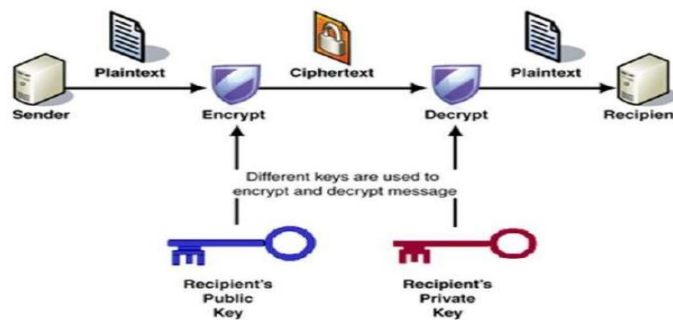 Plaintext
Ciphertext
Plaintext
Sender
Encrypt
Decrypt
Recipien
Different keys are used to
encrypt and decrypt message
Recipient's
Public
Key
Recipient's
Private
Key